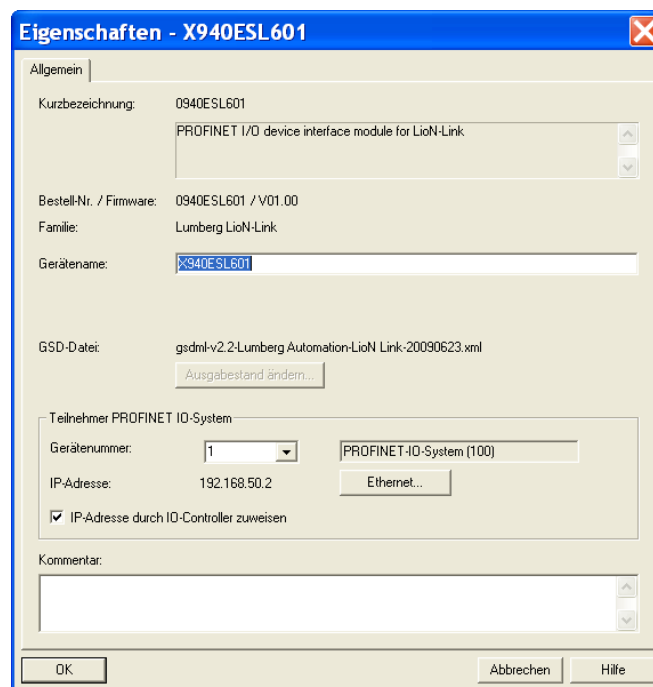 Eigenschaften - X940ESL601
Allgemein
Kurzbezeichnung: 0940ESL601
PROFINET I/O device interface module for LioN-Link
Bestell-Nr. / Firmware: 0940ESL601 / V01.00
Familie: Lumberg LioN-Link
Gerätename: X940ESL601
GSD-Datei: gsdml-v2.2-Lumberg Automation-LioN Link-20090623.xml
Ausgabestand ändern...
Teilnehmer PROFINET IO-System
Gerätenummer: 1 PROFINET-IO-System (100)
IP-Adresse: 192.168.50.2 Ethernet...
IP-Adresse durch IO-Controller zuweisen
Kommentar:
OK Abbrechen Hilfe